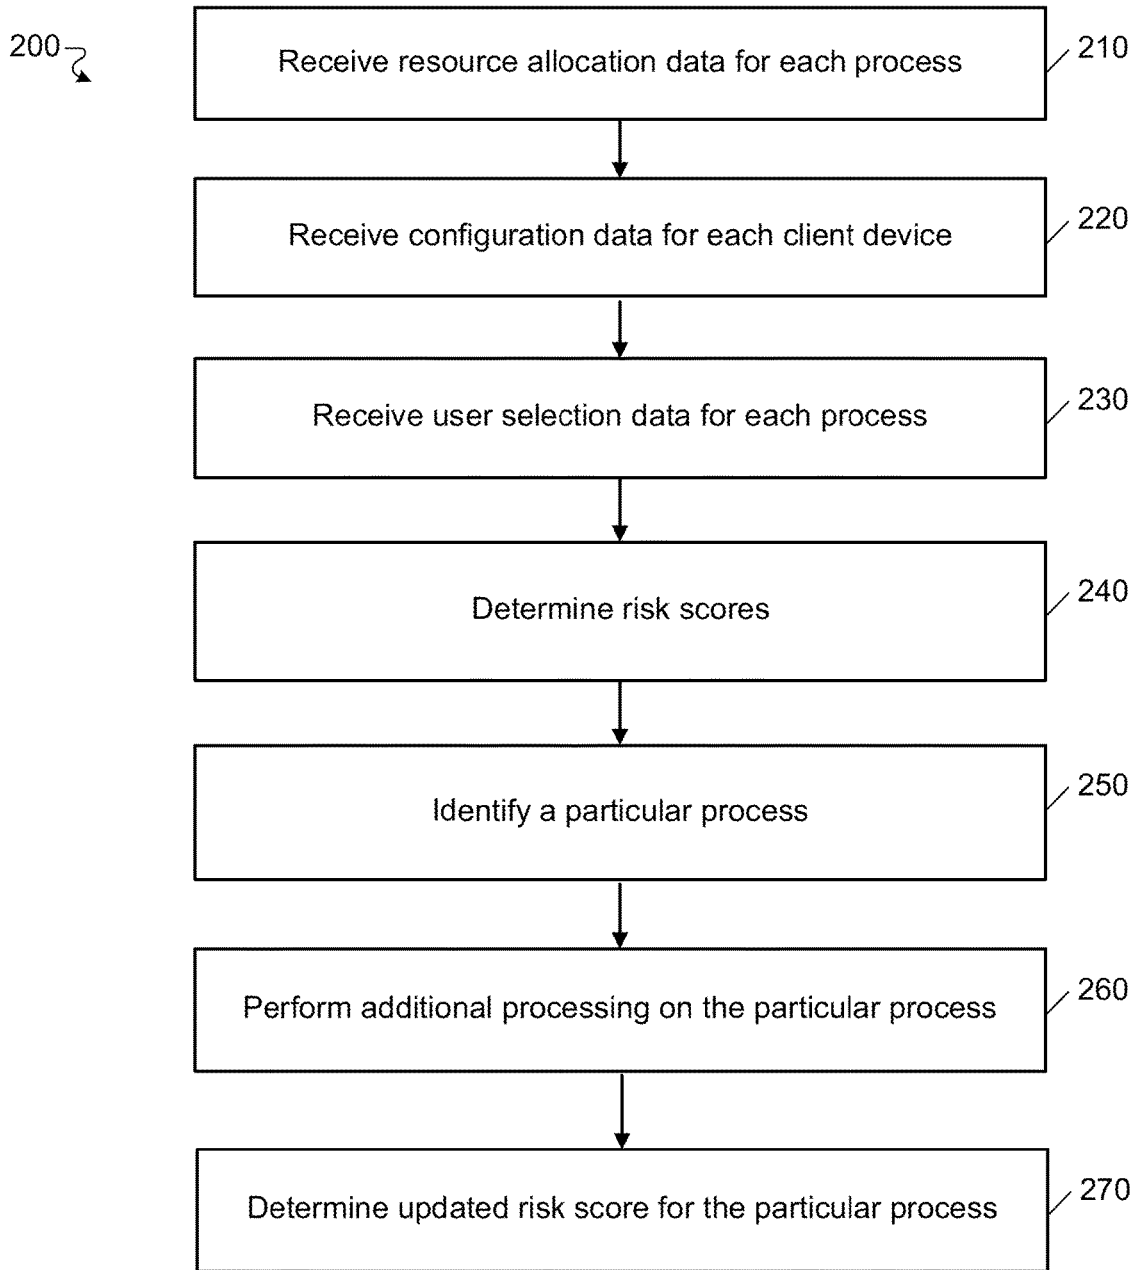 200
Receive resource allocation data for each process
210
Receive configuration data for each client device
220
Receive user selection data for each process
230
Determine risk scores
240
Identify a particular process
250
Perform additional processing on the particular process
260
Determine updated risk score for the particular process
270